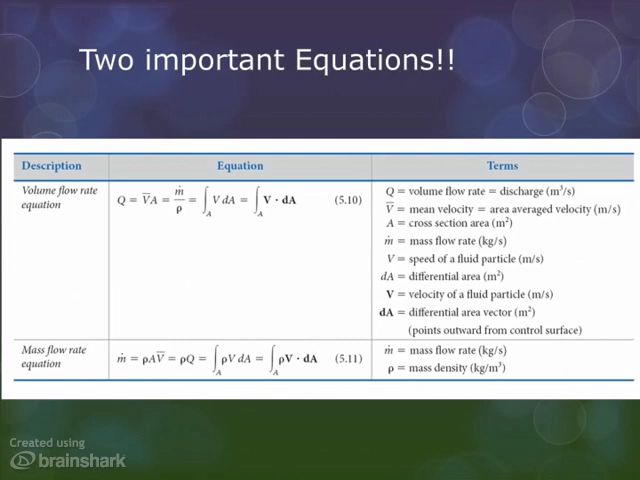 Two important Equations!!
Description Equation Terms
Volume flow rate equation
Q = V̅A = ṁ/ρ = ∫_A V dA = ∫_A V · dA (5.10)
Q = volume flow rate = discharge (m³/s)
V̅ = mean velocity = area averaged velocity (m/s)
A = cross section area (m²)
ṁ = mass flow rate (kg/s)
V = speed of a fluid particle (m/s)
dA = differential area (m²)
V = velocity of a fluid particle (m/s)
dA = differential area vector (m²)
(points outward from control surface)
Mass flow rate equation
ṁ = ρAV̅ = ρQ = ∫_A ρV dA = ∫_A ρV · dA (5.11)
ṁ = mass flow rate (kg/s)
ρ = mass density (kg/m³)
Created using
brainshark